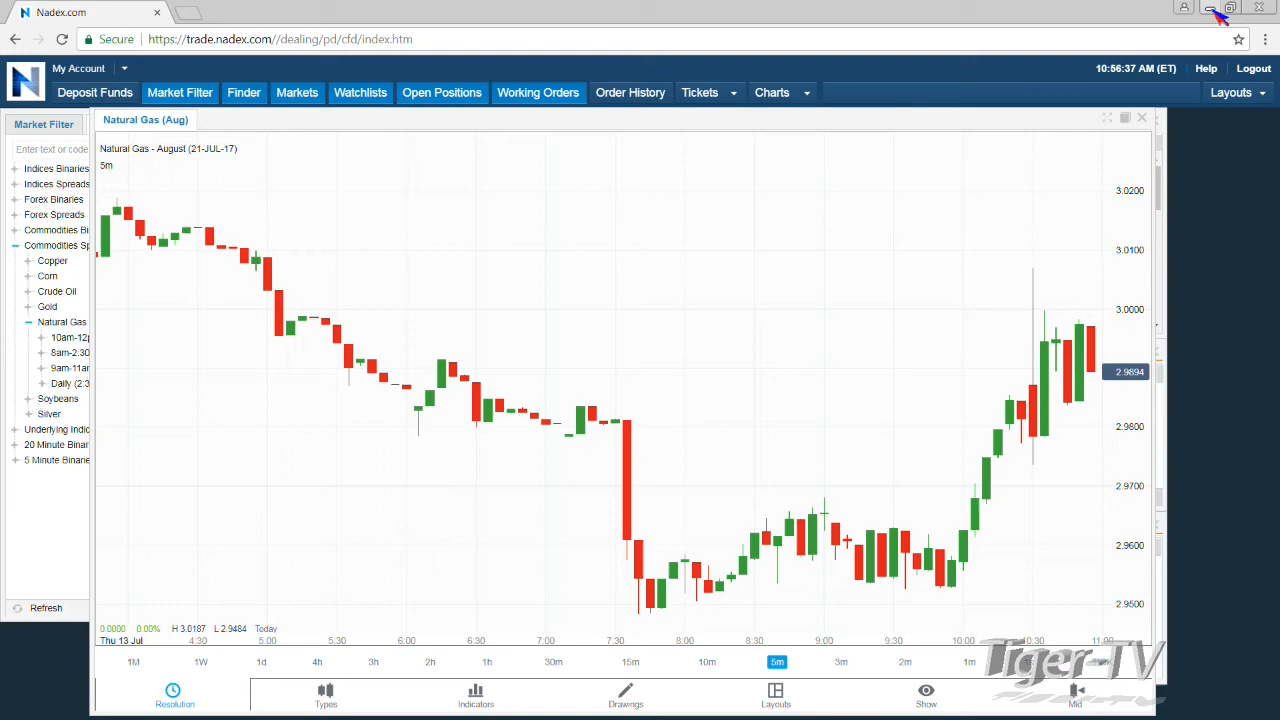 Nadex.com
Secure https://trade.nadex.com//dealing/pd/cfd/index.htm
My Account
10:56:37 AM (ET) Help Logout
Deposit Funds Market Filter Finder Markets Watchlists Open Positions Working Orders Order History Tickets Charts Layouts
Market Filter
Natural Gas (Aug)
Enter text or code
Natural Gas - August (21-JUL-17)
5m
Indices Binaries
Indices Spreads
Forex Binaries
Forex Spreads
Commodities Bi
Commodities Sp
Copper
Corn
Crude Oil
Gold
Natural Gas
10am-12p
8am-2:30
9am-11am
Daily (2:3
Soybeans
Silver
Underlying Indic
20 Minute Binar
5 Minute Binarie
Refresh
3.0200
3.0100
3.0000
2.9894
2.9800
2.9700
2.9600
2.9500
0.0000 0.00% H 3.0187 L 2.9484 Today
Thu 13 Jul 4:30 5:00 5:30 6:00 6:30 7:00 7:30 8:00 8:30 9:00 9:30 10:00 10:30 11:00
1M 1W 1d 4h 3h 2h 1h 30m 15m 10m 5m 3m 2m 1m
Tiger-TV
Resolution Types Indicators Drawings Layouts Show Mid